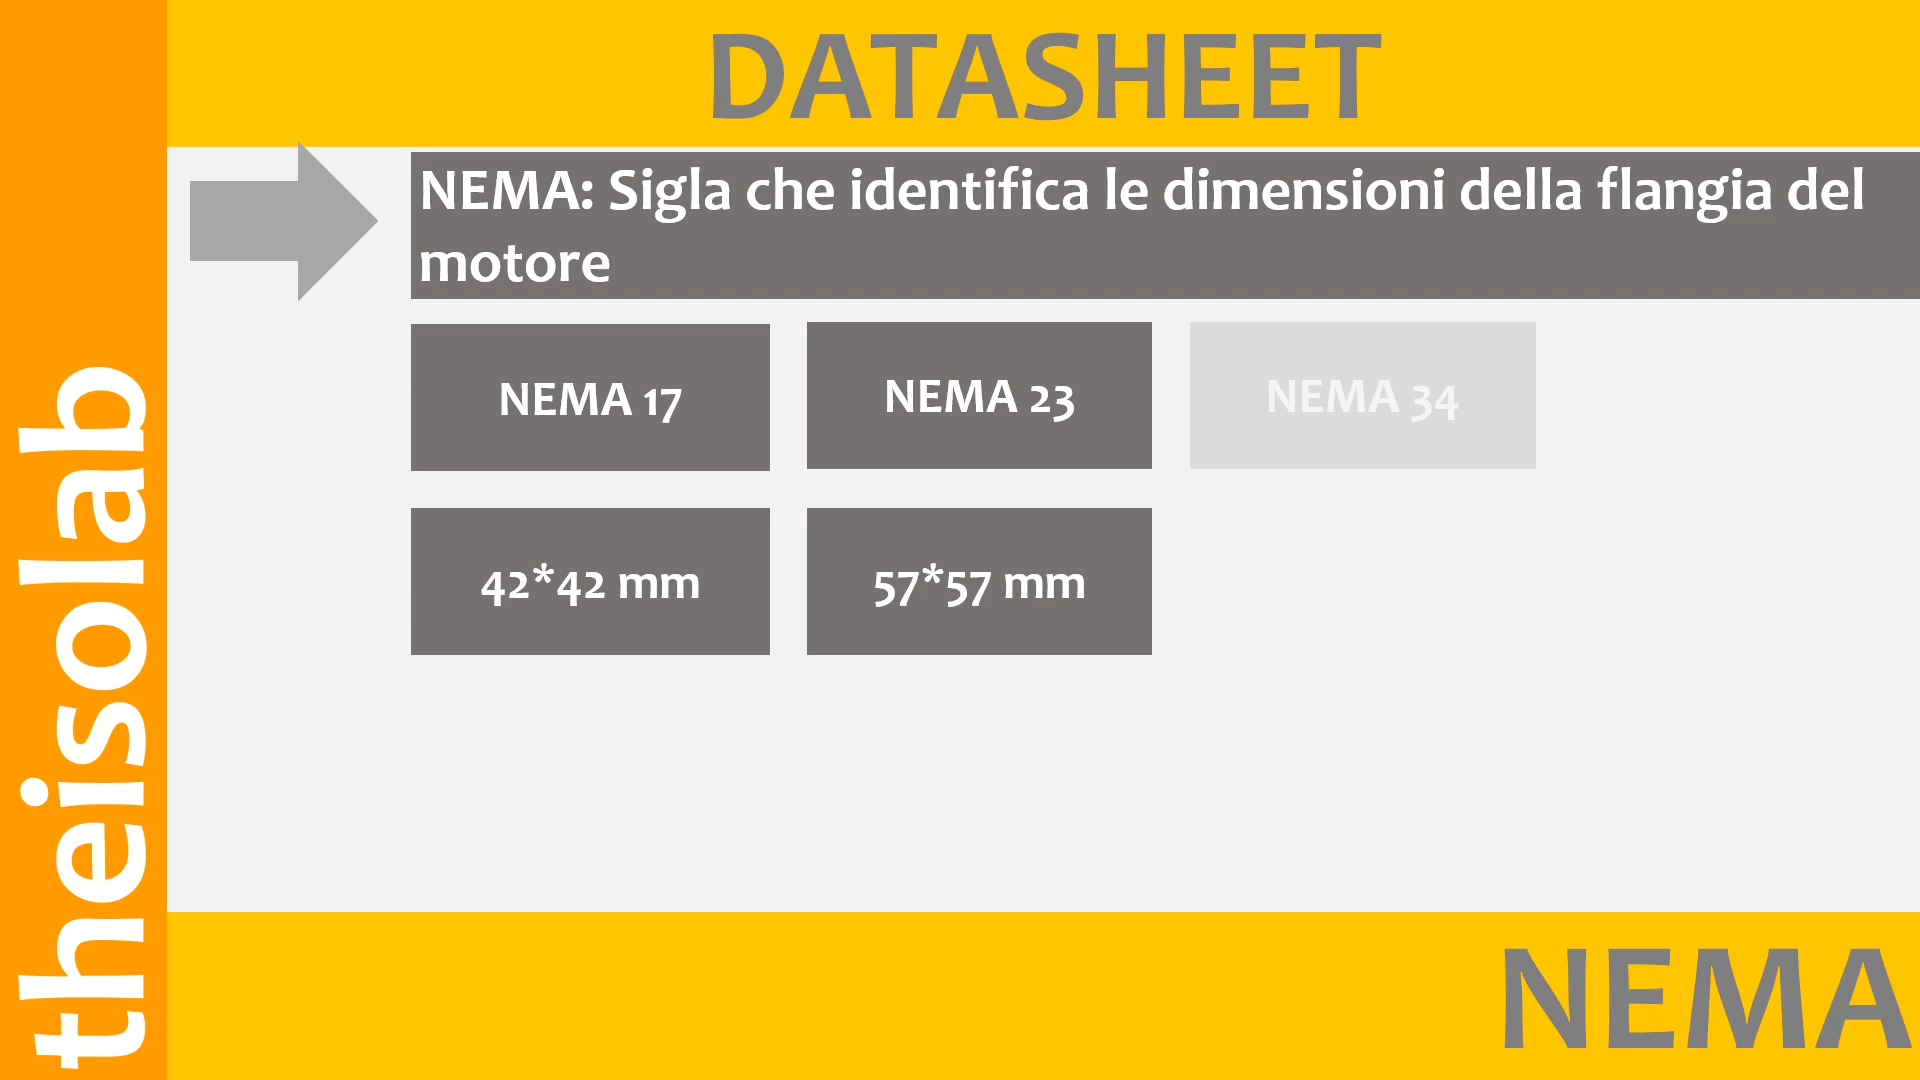 DATASHEET
NEMA: Sigla che identifica le dimensioni della flangia del
motore
NEMA 17
NEMA 23
NEMA 34
42*42 mm
57*57 mm
theisolab
NEMA